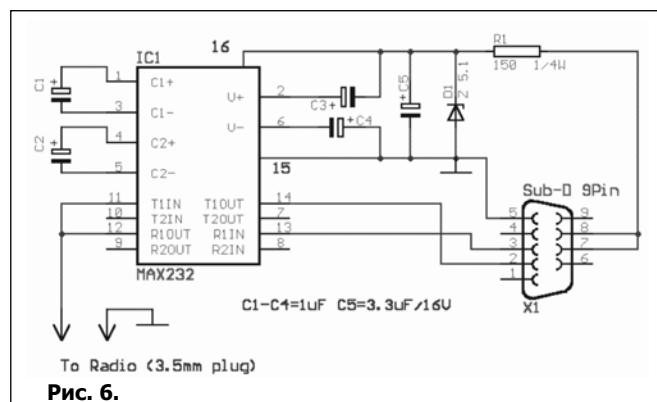 IC1
16
C1
C2
1
3
4
5
C1+
C1-
C2+
C2-
V+
V-
2
6
C3
C4
C5
D1
Z 5.1
R1
150 1/4W
15
11
10
12
9
T1IN
T2IN
R1OUT
R2OUT
T1OUT
T2OUT
R1IN
R2IN
14
7
13
8
MAX232
Sub-D 9Pin
5
4
3
2
1
9
8
7
6
X1
C1-C4=1uF C5=3.3uF/16V
To Radio (3.5mm plug)
Рис. 6.